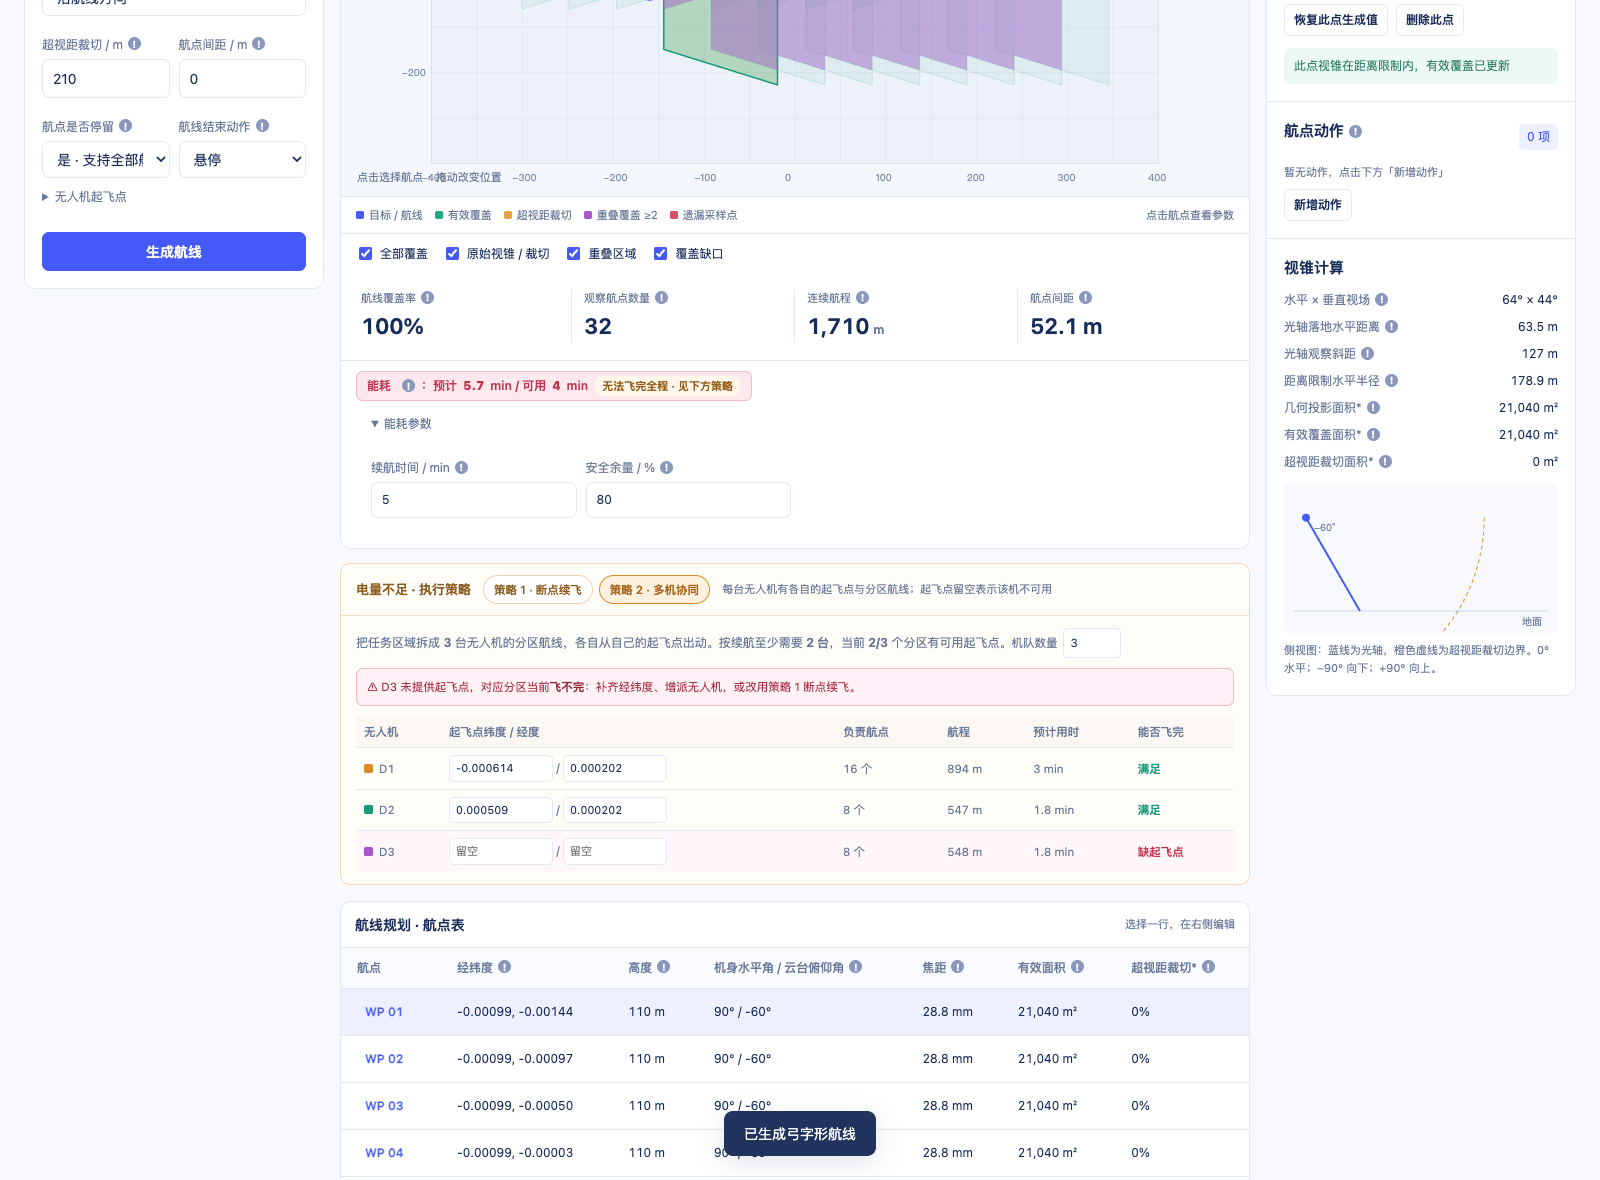 沿航线方向
超视距裁切 / m !
航点间距 / m !
210
0
航点是否停留 !
航线结束动作 !
是 · 支持全部
悬停
无人机起飞点
生成航线
-200
点击选择航点 · 拖动改变位置
-300
-200
-100
0
100
200
300
400
目标 / 航线
有效覆盖
超视距裁切
重叠覆盖 ≥2
遗漏采样点
点击航点查看参数
全部覆盖
原始视锥 / 裁切
重叠区域
覆盖缺口
航线覆盖率 !
100%
观察航点数量 !
32
连续航程 !
1,710 m
航点间距 !
52.1 m
能耗 ! : 预计 5.7 min / 可用 4 min 无法飞完全程 · 见下方策略
能耗参数
续航时间 / min !
安全余量 / % !
5
80
电量不足 · 执行策略
策略 1 · 断点续飞
策略 2 · 多机协同
每台无人机有各自的起飞点与分区航线；起飞点留空表示该机不可用
把任务区域拆成 3 台无人机的分区航线，各自从自己的起飞点出动。按续航至少需要 2 台，当前 2/3 个分区有可用起飞点。机队数量 3
⚠ D3 未提供起飞点，对应分区当前飞不完：补齐经纬度、增派无人机，或改用策略 1 断点续飞。
无人机 起飞点纬度 / 经度 负责航点 航程 预计用时 能否飞完
D1 -0.000614 / 0.000202 16 个 894 m 3 min 满足
D2 0.000509 / 0.000202 8 个 547 m 1.8 min 满足
D3 留空 / 留空 8 个 548 m 1.8 min 缺起飞点
航线规划 · 航点表
选择一行，在右侧编辑
航点 经纬度 ! 高度 ! 机身水平角 / 云台俯仰角 ! 焦距 ! 有效面积 ! 超视距裁切* !
WP 01 -0.00099, -0.00144 110 m 90° / -60° 28.8 mm 21,040 m² 0%
WP 02 -0.00099, -0.00097 110 m 90° / -60° 28.8 mm 21,040 m² 0%
WP 03 -0.00099, -0.00050 110 m 90° / -60° 28.8 mm 21,040 m² 0%
WP 04 -0.00099, -0.00003 110 m 28.8 mm 21,040 m² 0%
已生成弓字形航线
恢复此点生成值
删除此点
此点视锥在距离限制内，有效覆盖已更新
航点动作 !
0 项
暂无动作，点击下方「新增动作」
新增动作
视锥计算
水平 × 垂直视场 ! 64° × 44°
光轴落地水平距离 ! 63.5 m
光轴观察斜距 ! 127 m
距离限制水平半径 ! 178.9 m
几何投影面积* ! 21,040 m²
有效覆盖面积* ! 21,040 m²
超视距裁切面积* ! 0 m²
-60°
地面
侧视图：蓝线为光轴，橙色虚线为超视距裁切边界。0°
水平；-90° 向下；+90° 向上。